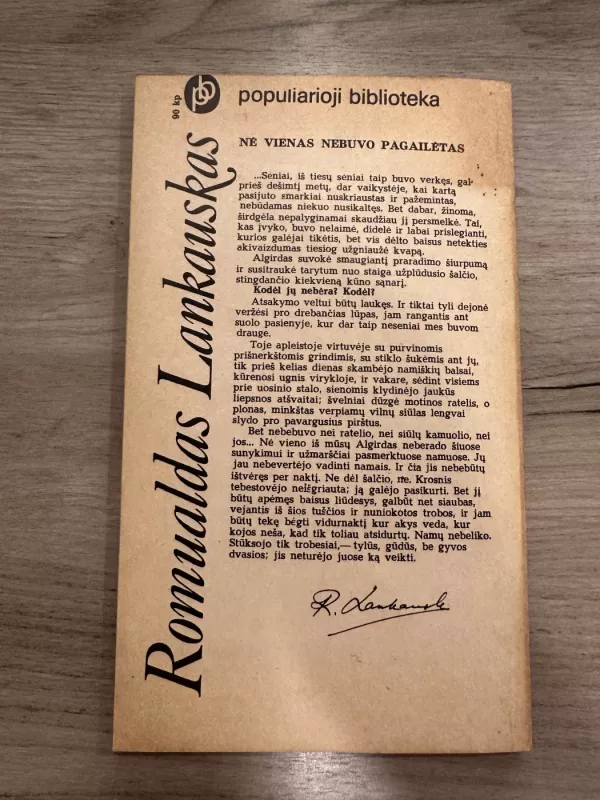 90 kp
pb
populiarioji biblioteka
Romualdas Lankauskas
NĖ VIENAS NEBUVO PAGAILĖTAS
...Seniai, iš tiesų seniai taip buvo verkęs, gal-
prieš dešimtį metų, dar vaikystėje, kai kartą
pasijuto smarkiai nuskriaustas ir pažemintas,
nebūdamas niekuo nusikaltęs. Bet dabar, žinoma,
širdgėla nepalyginamai skaudžiau jį persmelkė. Tai,
kas įvyko, buvo nelaimė, didelė ir labai prislegianti,
kurios galėjai tikėtis, bet vis dėlto baisus netekties
akivaizdumas tiesiog užgniaužė kvapą.
Algirdas suvokė smaugiantį praradimo šiurpumą
ir susitraukė tarytum nuo staiga užplūdusio šalčio,
stingdančio kiekvieną kūno sąnarį.
Kodėl jų nebėra? Kodėl?
Atsakymo veltui būtų laukęs. Ir tiktai tyli dejonė
veržėsi pro drebančias lūpas, jam rangantis ant
suolo pasienyje, kur dar taip neseniai mes buvom
drauge.
Toje apleistoje virtuvėje su purvinomis
prišnerkštomis grindimis, su stiklo šukėmis ant jų,
tik prieš kelias dienas skambėjo namiškių balsai,
kūrenosi ugnis viryklėje, ir vakare, sėdint visiems
prie uosinio stalo, sienomis klydinėjo jaukūs
liepsnos atšvaitai; švelniai dūzgė motinos ratelis, o
plonas, minkštas verpiamų vilnų siūlas lengvai
slydo pro pavargusius pirštus.
Bet nebebuvo nei ratelio, nei siūlų kamuolio, nei
jos... Nė vieno iš mūsų Algirdas neberado šiuose
sunykimui ir užmarščiai pasmerktuose namuose. Jų
jau nebevertėjo vadinti namais. Ir čia jis nebebūtų
ištvėręs per naktį. Ne dėl šalčio, ne. Krosnis
tebestovėjo neišgriauta; ją galėjo pasikurti. Bet jį
būtų apėmęs baisus liūdesys, galbūt net siaubas,
vejantis iš šios tuščios ir nuniokotos trobos, ir jam
būtų tekę bėgti vidurnaktį kur akys veda, kur
kojos neša, kad tik toliau atsidurtų. Namų nebeliko.
Stūksojo tik trobesiai,— tylūs, gūdūs, be gyvos
dvasios; jis neturėjo juose ką veikti.
R. Lankausk